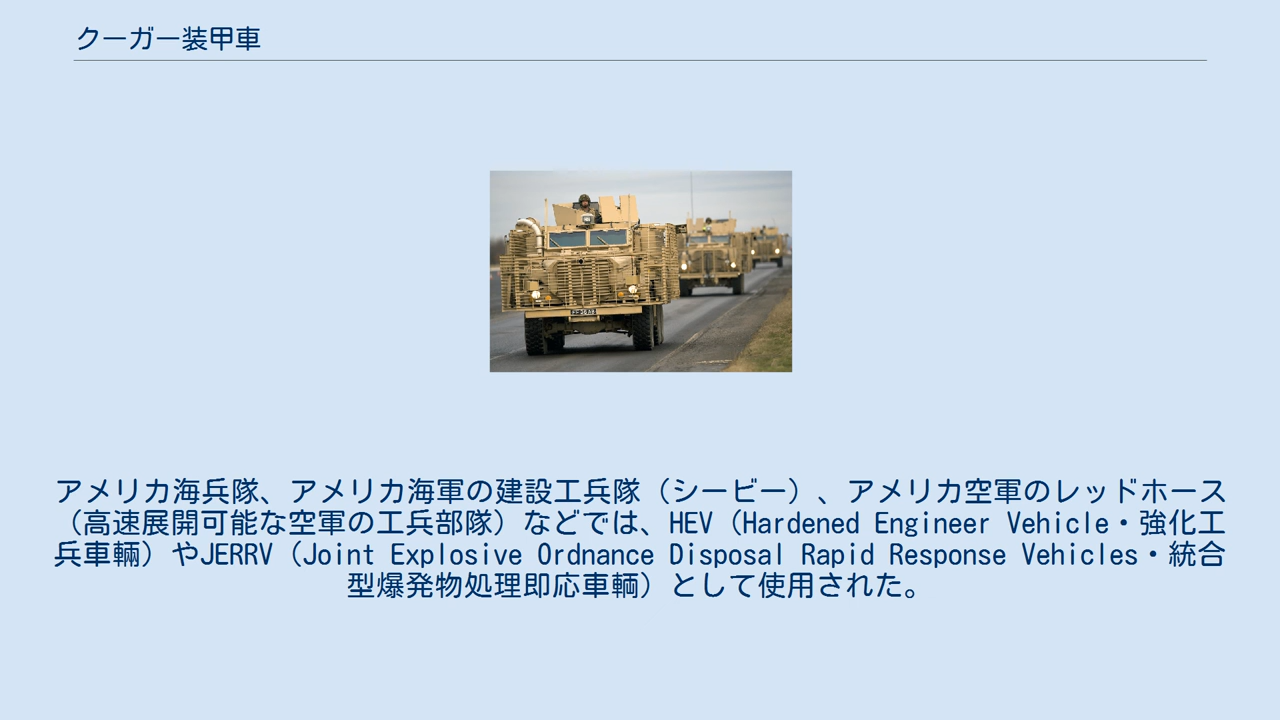 クーガー装甲車
アメリカ海兵隊、アメリカ海軍の建設工兵隊（シービー）、アメリカ空軍のレッドホース
（高速展開可能な空軍の工兵部隊）などでは、HEV（Hardened Engineer Vehicle・強化工
兵車輛）やJERRV（Joint Explosive Ordnance Disposal Rapid Response Vehicles・統合
型爆発物処理即応車輌）として使用された。